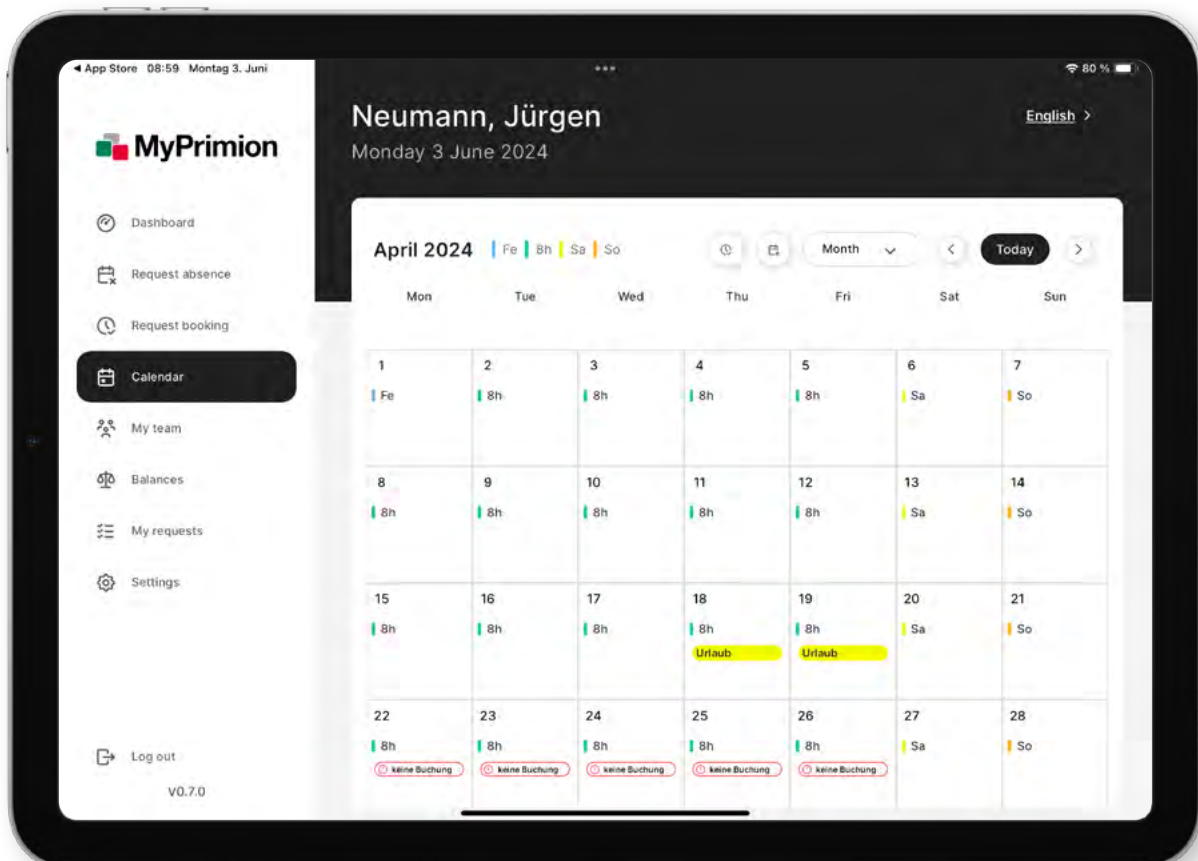 App Store 08:59 Montag 3. Juni
80 %
MyPrimion
Neumann, Jürgen
Monday 3 June 2024
English
Dashboard
Request absence
Request booking
Calendar
My team
Balances
My requests
Settings
Log out
V0.7.0
April 2024 Fe 8h Sa So
Month
Today
Mon Tue Wed Thu Fri Sat Sun
1 2 3 4 5 6 7
Fe 8h 8h 8h 8h Sa So
8 9 10 11 12 13 14
8h 8h 8h 8h 8h Sa So
15 16 17 18 19 20 21
8h 8h 8h 8h 8h Sa So
Urlaub Urlaub
22 23 24 25 26 27 28
8h 8h 8h 8h 8h Sa So
keine Buchung keine Buchung keine Buchung keine Buchung keine Buchung